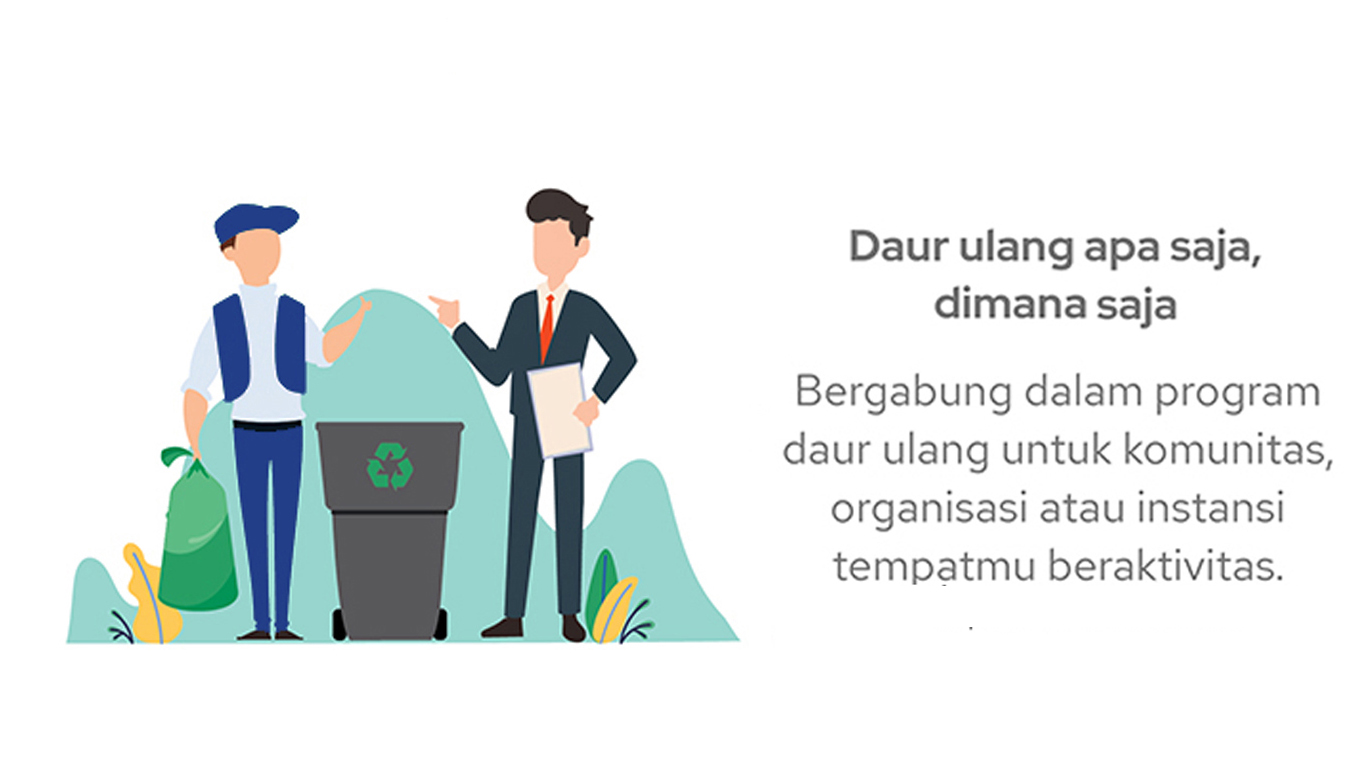 Daur ulang apa saja,
dimana saja
Bergabung dalam program
daur ulang untuk komunitas,
organisasi atau instansi
tempatmu beraktivitas.